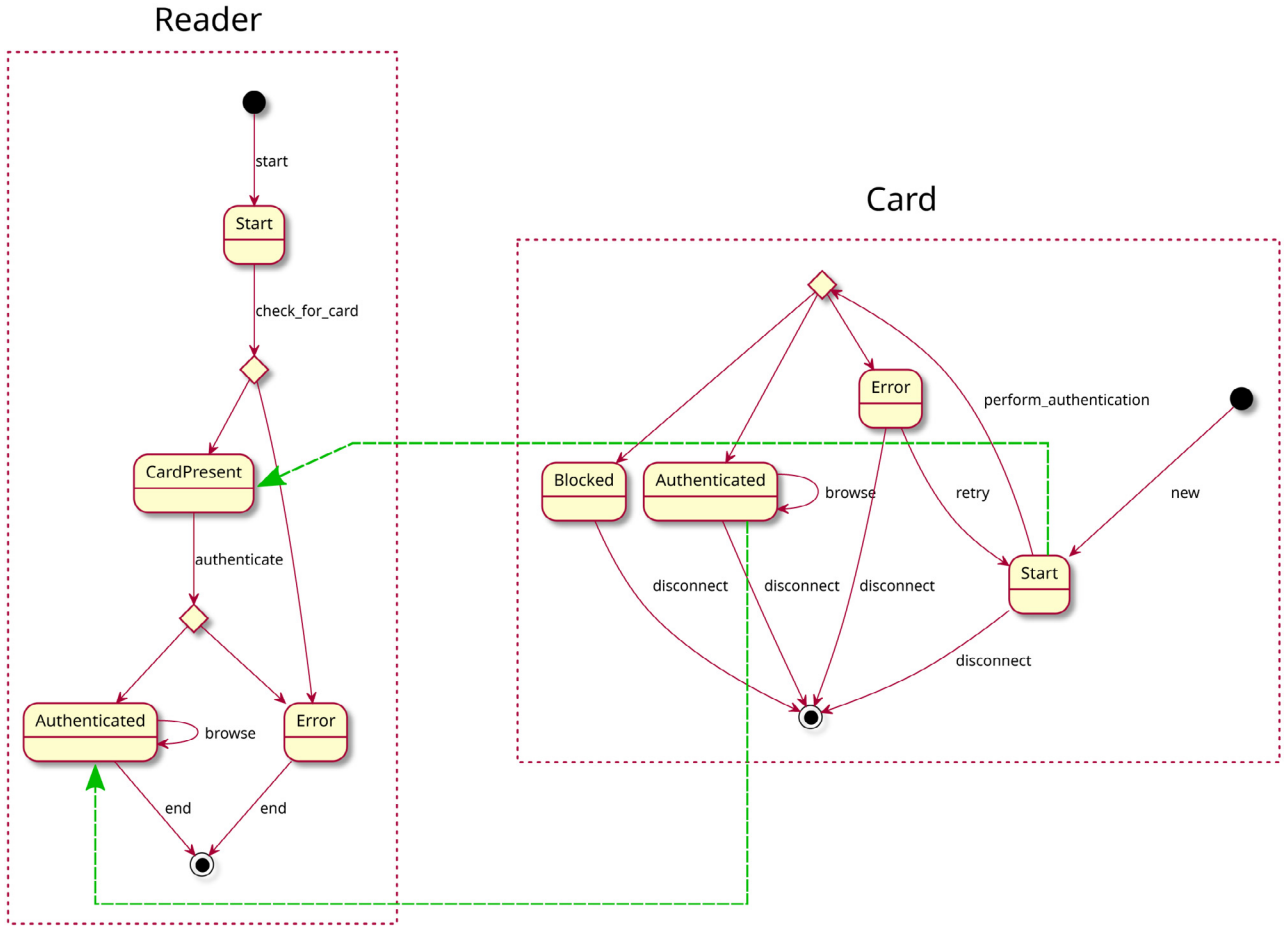 Reader
start
Start
check_for_card
CardPresent
authenticate
Authenticated
browse
Error
end
end
Card
Error
perform_authentication
Blocked
Authenticated
browse
retry
new
Start
disconnect
disconnect
disconnect
disconnect